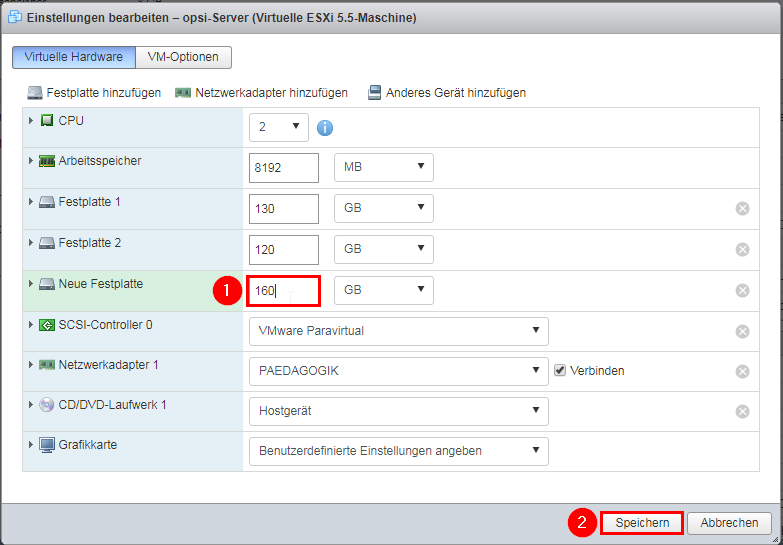 Einstellungen bearbeiten – opsi-Server (Virtuelle ESXi 5.5-Maschine)
Virtuelle Hardware VM-Optionen
Festplatte hinzufügen Netzwerkadapter hinzufügen Anderes Gerät hinzufügen
CPU 2
Arbeitsspeicher 8192 MB
Festplatte 1 130 GB
Festplatte 2 120 GB
Neue Festplatte 1 160 GB
SCSI-Controller 0 VMware Paravirtual
Netzwerkadapter 1 PAEDAGOGIK Verbinden
CD/DVD-Laufwerk 1 Hostgerät
Grafikkarte Benutzerdefinierte Einstellungen angeben
2 Speichern Abbrechen